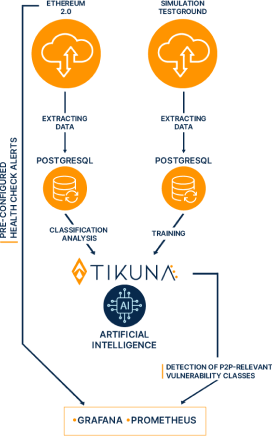 ETHEREUM
2.0
SIMULATION
TESTGROUND
EXTRACTING
DATA
EXTRACTING
DATA
POSTGRESQL
POSTGRESQL
PRE-CONFIGURED
HEALTH CHECK ALERTS
CLASSIFICATION
ANALYSIS
TRAINING
TIKUNA
AI
ARTIFICIAL
INTELLIGENCE
DETECTION OF P2P-RELEVANT
VULNERABILITY CLASSES
•GRAFANA •PROMETHEUS